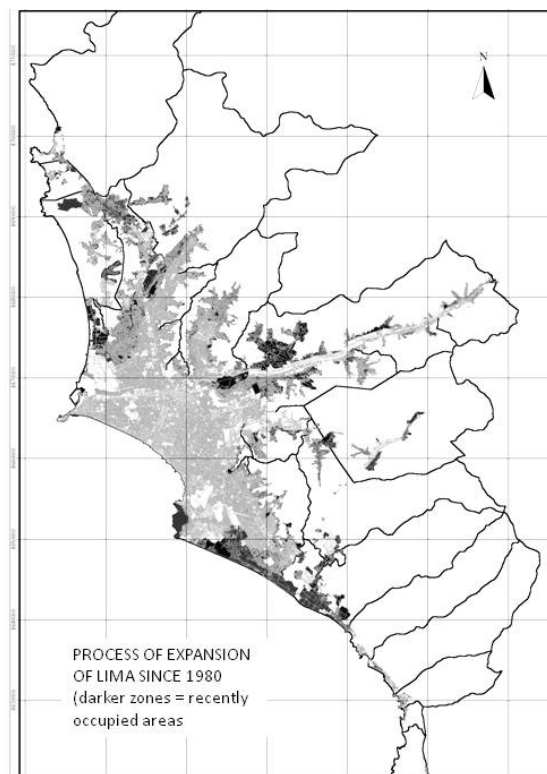 N
PROCESS OF EXPANSION
OF LIMA SINCE 1980
(darker zones = recently
occupied areas